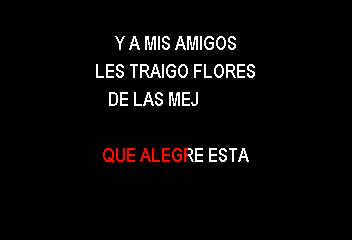 Y A MIS AMIGOS
LES TRAIGO FLORES
DE LAS MEJ
QUE ALEGRE ESTA